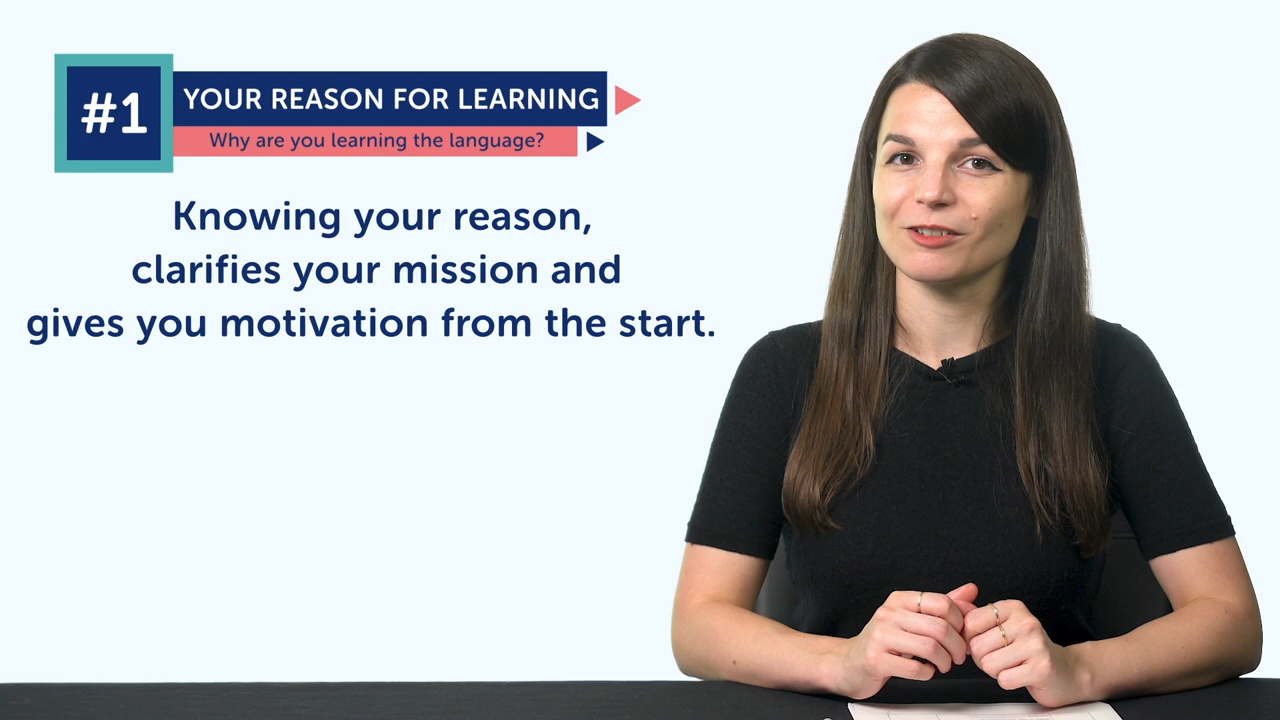 #1
YOUR REASON FOR LEARNING
Why are you learning the language?
Knowing your reason,
clarifies your mission and
gives you motivation from the start.